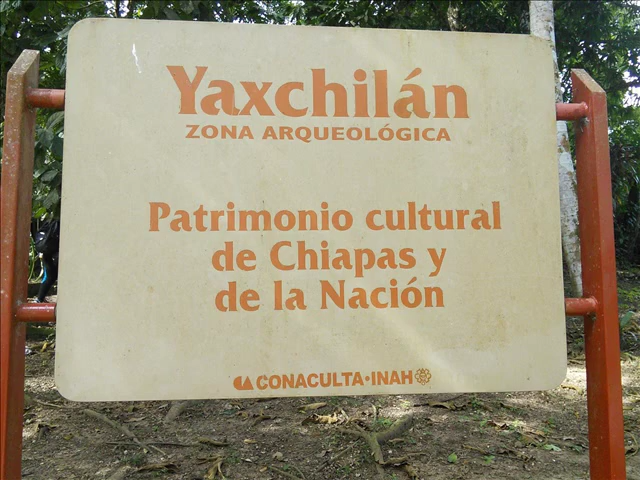 Yaxchilán
ZONA ARQUEOLÓGICA
Patrimonio cultural
de Chiapas y
de la Nación
CONACULTA·INAH